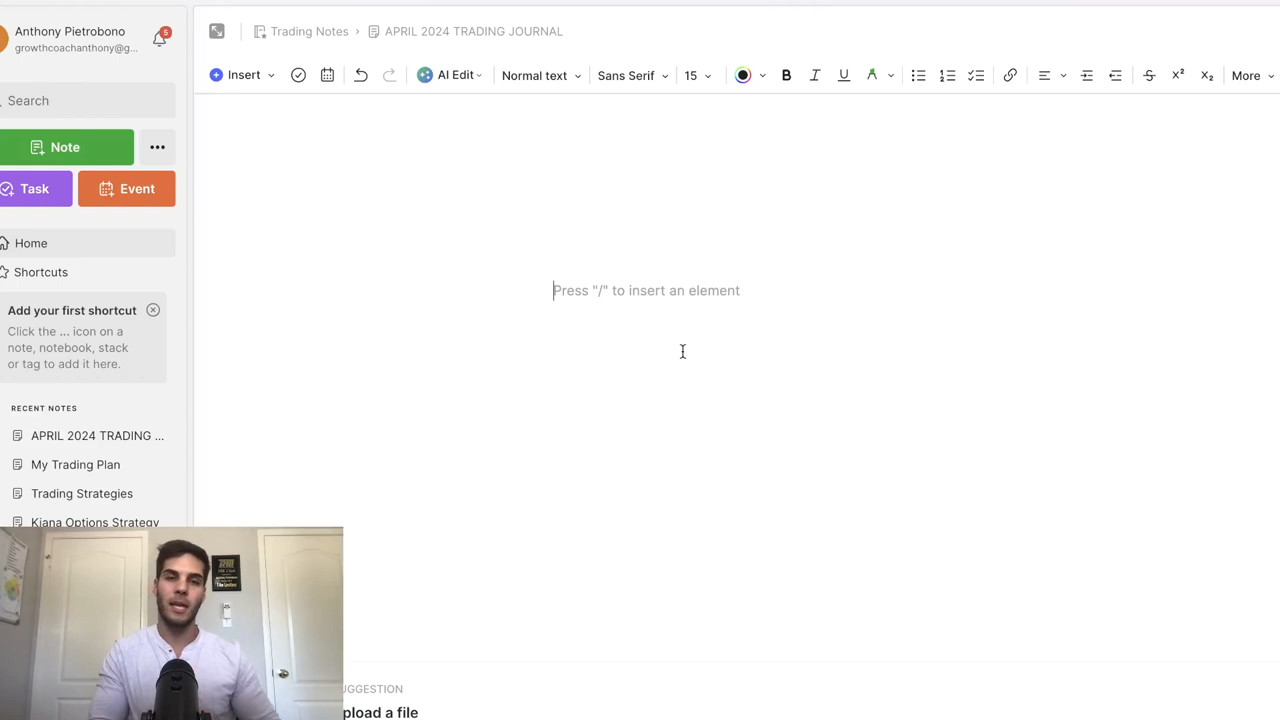 Anthony Pietrobono
growthcoachanthony@g...
5
Search
Note
Task
Event
Home
Shortcuts
Add your first shortcut
Click the ... icon on a
note, notebook, stack
or tag to add it here.
RECENT NOTES
APRIL 2024 TRADING ...
My Trading Plan
Trading Strategies
Kiana Options Strategy
Trading Notes > APRIL 2024 TRADING JOURNAL
Insert AI Edit Normal text Sans Serif 15 B I U A S X² X₂ More
Press "/" to insert an element
UGGESTION
pload a file